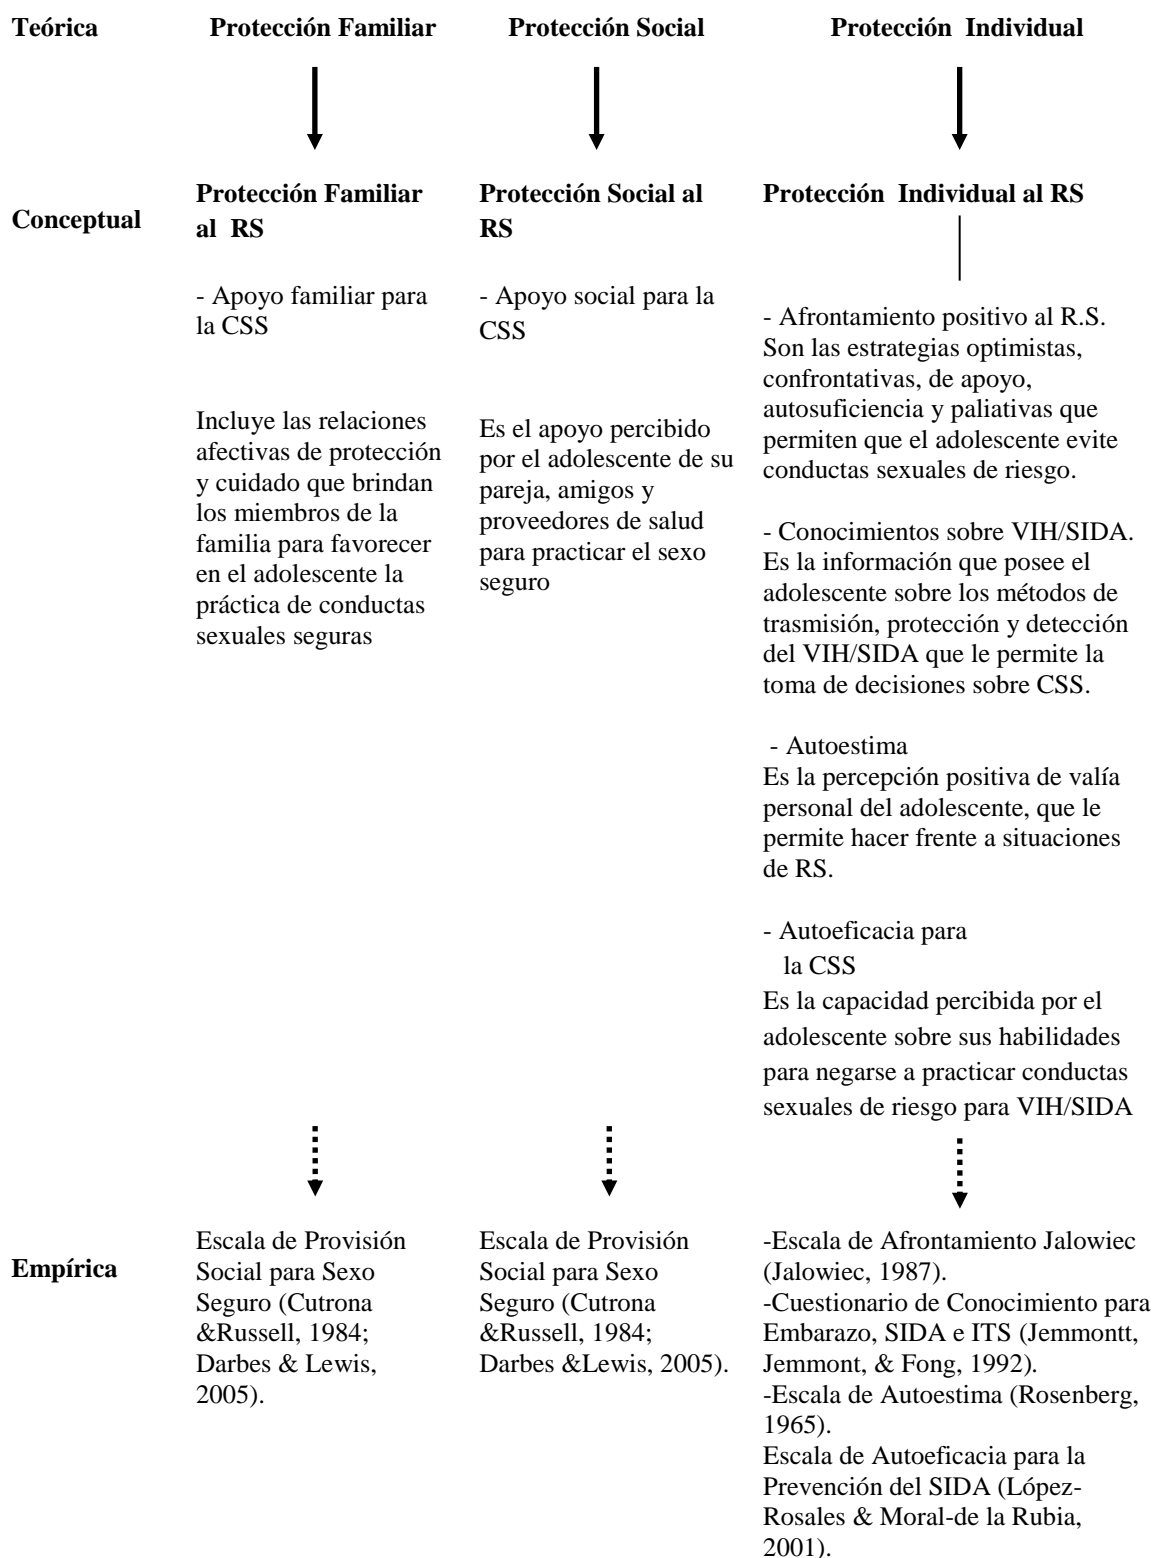 Teórica Protección Familiar Protección Social Protección  Individual
Conceptual
Protección Familiar
al  RS
- Apoyo familiar para
la CSS
Incluye las relaciones
afectivas de protección
y cuidado que brindan
los miembros de la
familia para favorecer
en el adolescente la
práctica de conductas
sexuales seguras
Protección Social al
RS
- Apoyo social para la
CSS
Es el apoyo percibido
por el adolescente de su
pareja, amigos y
proveedores de salud
para practicar el sexo
seguro
Protección  Individual al RS
- Afrontamiento positivo al R.S.
Son las estrategias optimistas,
confrontativas, de apoyo,
autosuficiencia y paliativas que
permiten que el adolescente evite
conductas sexuales de riesgo.
- Conocimientos sobre VIH/SIDA.
Es la información que posee el
adolescente sobre los métodos de
trasmisión, protección y detección
del VIH/SIDA que le permite la
toma de decisiones sobre CSS.
- Autoestima
Es la percepción positiva de valía
personal del adolescente, que le
permite hacer frente a situaciones
de RS.
- Autoeficacia para
la CSS
Es la capacidad percibida por el
adolescente sobre sus habilidades
para negarse a practicar conductas
sexuales de riesgo para VIH/SIDA
Empírica
Escala de Provisión
Social para Sexo
Seguro (Cutrona
&Russell, 1984;
Darbes & Lewis,
2005).
Escala de Provisión
Social para Sexo
Seguro (Cutrona
&Russell, 1984;
Darbes &Lewis, 2005).
-Escala de Afrontamiento Jalowiec
(Jalowiec, 1987).
-Cuestionario de Conocimiento para
Embarazo, SIDA e ITS (Jemmontt,
Jemmont, & Fong, 1992).
-Escala de Autoestima (Rosenberg,
1965).
Escala de Autoeficacia para la
Prevención del SIDA (López-
Rosales & Moral-de la Rubia,
2001).